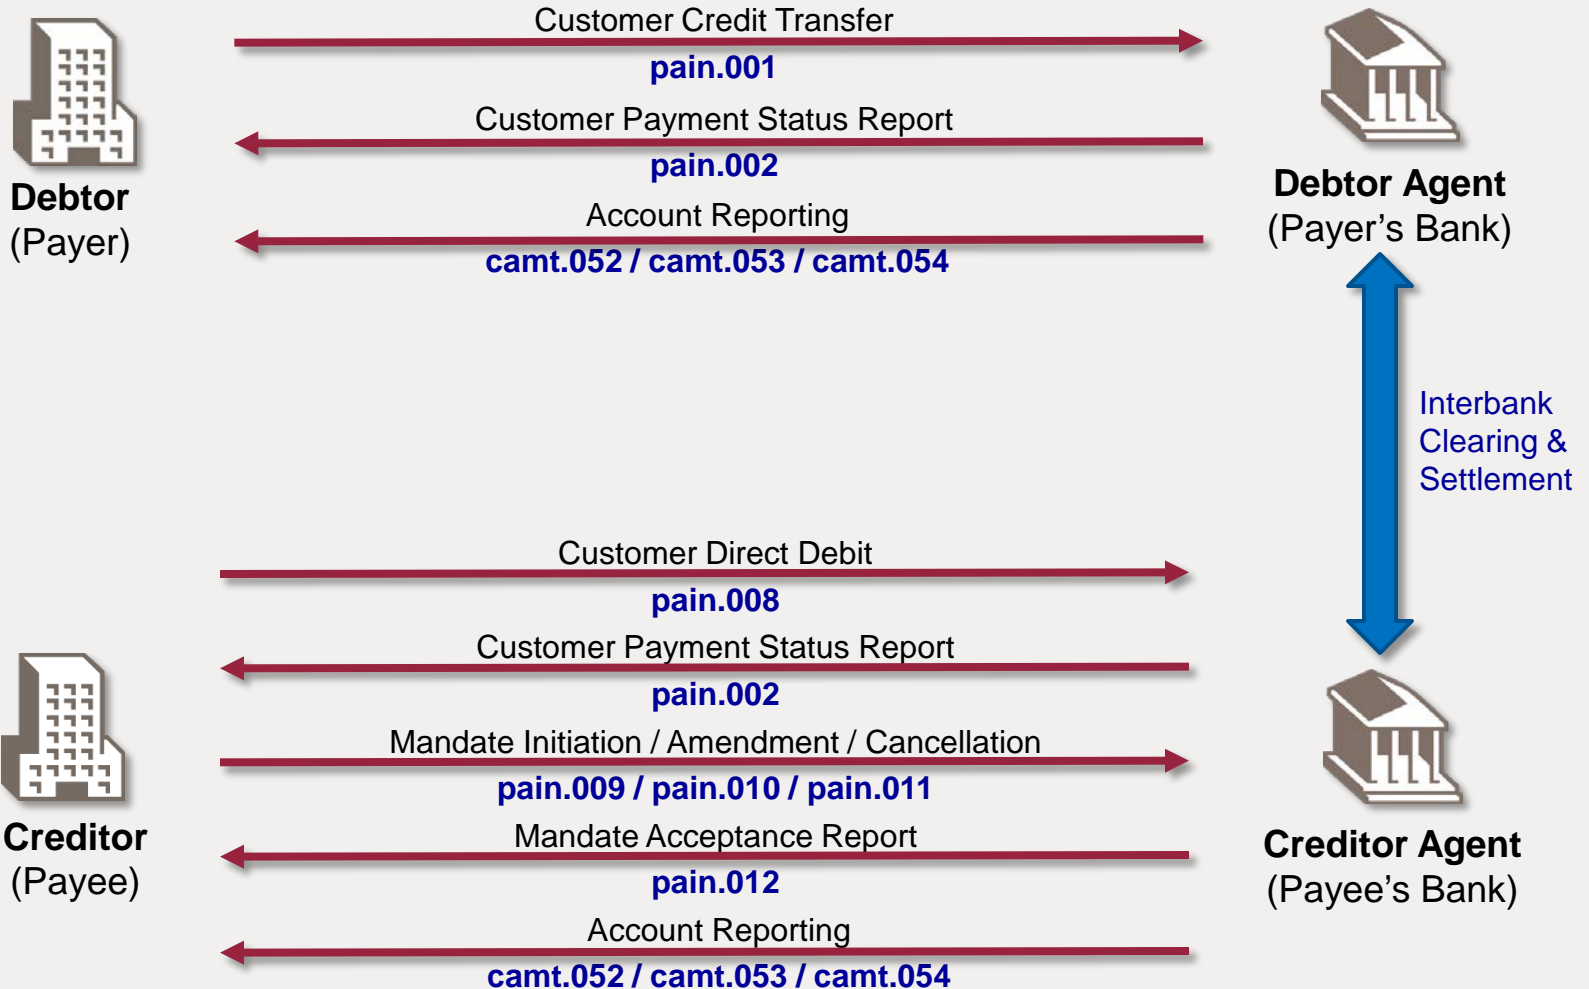 Customer Credit Transfer
pain.001
Customer Payment Status Report
pain.002
Account Reporting
camt.052 / camt.053 / camt.054
Debtor
(Payer)
Debtor Agent
(Payer’s Bank)
Interbank
Clearing &
Settlement
Customer Direct Debit
pain.008
Customer Payment Status Report
pain.002
Mandate Initiation / Amendment / Cancellation
pain.009 / pain.010 / pain.011
Mandate Acceptance Report
pain.012
Account Reporting
camt.052 / camt.053 / camt.054
Creditor
(Payee)
Creditor Agent
(Payee’s Bank)